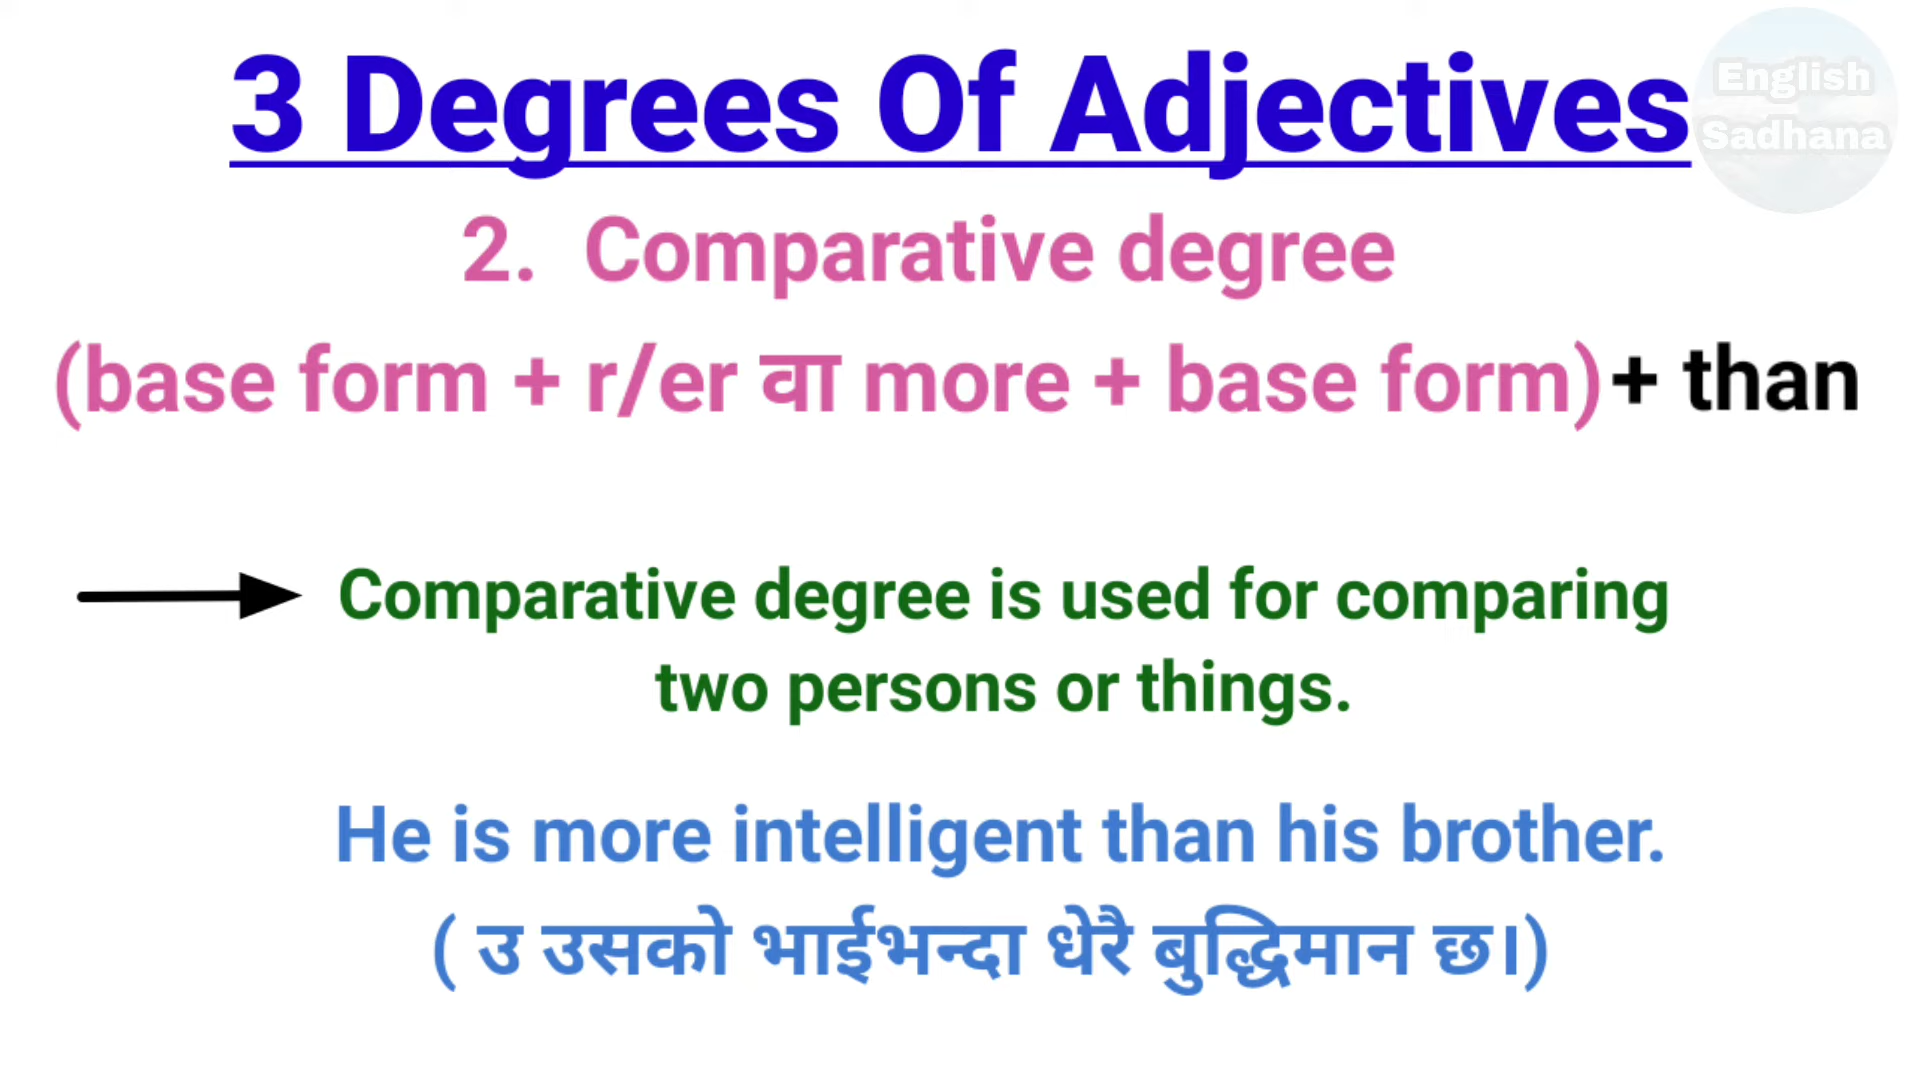 3 Degrees Of Adjectives
English
Sadhana
2. Comparative degree
(base form + r/er वा more + base form)+ than
Comparative degree is used for comparing
two persons or things.
He is more intelligent than his brother.
( उ उसको भाईभन्दा धेरै बुद्धिमान छ।)